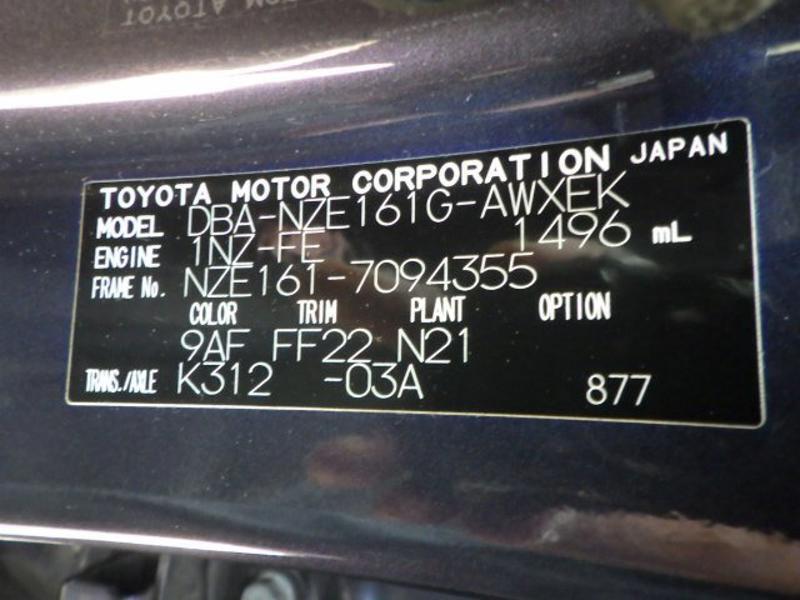 TOYOTA MOTOR CORPORATION JAPAN
MODEL DBA-NZE161G-AWXEK
ENGINE 1NZ-FE 1496 mL
FRAME No. NZE161-7094355
COLOR TRIM PLANT OPTION
9AF FF22 N21
TRANS./AXLE K312 -03A 877